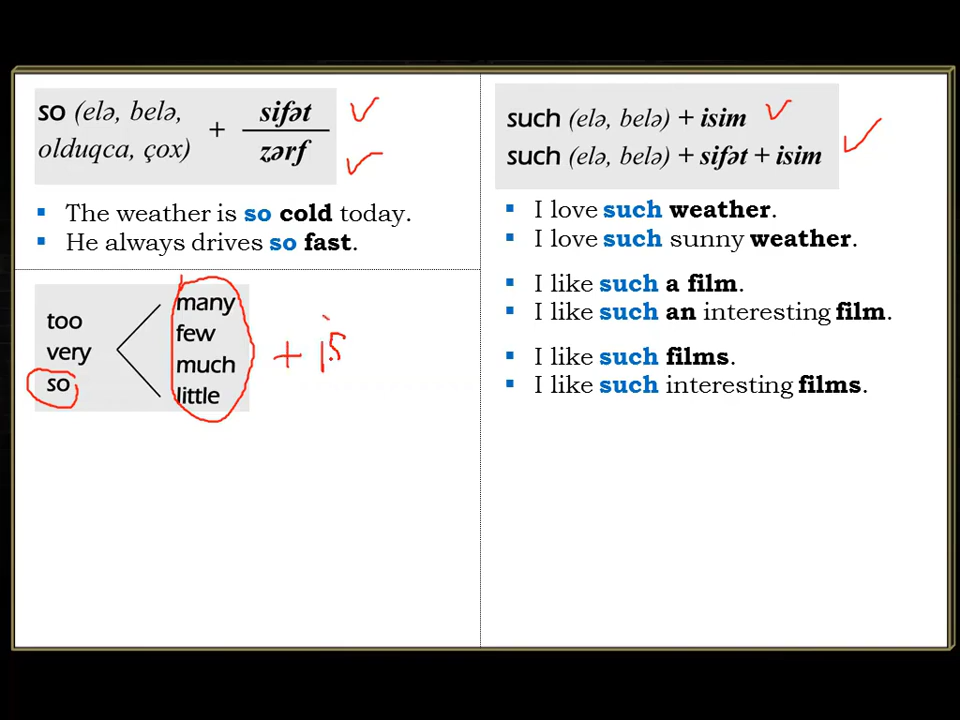 so (elə, belə,
olduqca, çox) + sifət
zərf
▪ The weather is so cold today.
▪ He always drives so fast.
too
very
so
many
few
much
little
+ is
such (elə, belə) + isim
such (elə, belə) + sifət + isim
▪ I love such weather.
▪ I love such sunny weather.
▪ I like such a film.
▪ I like such an interesting film.
▪ I like such films.
▪ I like such interesting films.